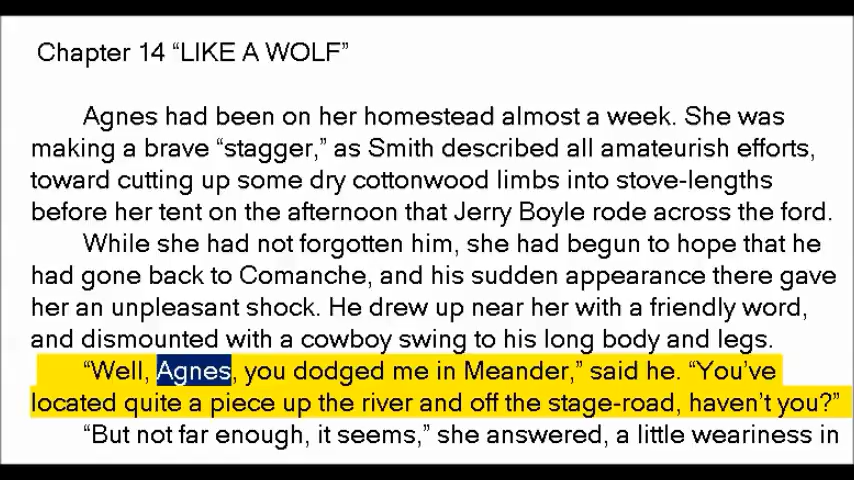 Chapter 14 “LIKE A WOLF”
Agnes had been on her homestead almost a week. She was
making a brave “stagger,” as Smith described all amateurish efforts,
toward cutting up some dry cottonwood limbs into stove-lengths
before her tent on the afternoon that Jerry Boyle rode across the ford.
While she had not forgotten him, she had begun to hope that he
had gone back to Comanche, and his sudden appearance there gave
her an unpleasant shock. He drew up near her with a friendly word,
and dismounted with a cowboy swing to his long body and legs.
“Well, Agnes, you dodged me in Meander,” said he. “You’ve
located quite a piece up the river and off the stage-road, haven’t you?”
“But not far enough, it seems,” she answered, a little weariness in